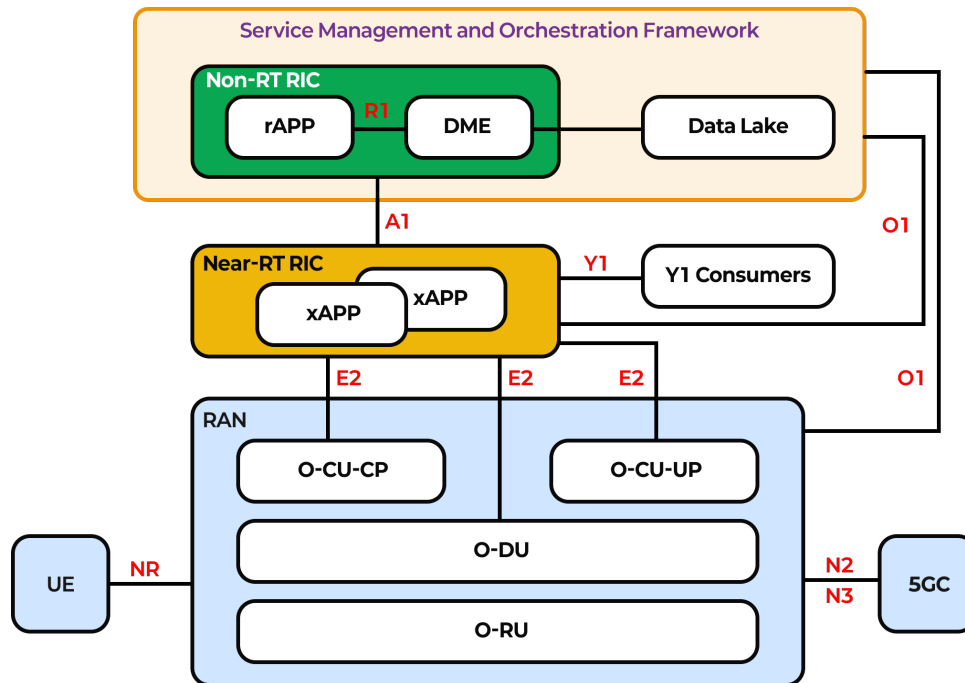 Service Management and Orchestration Framework
Non-RT RIC
rAPP
R1
DME
Data Lake
A1
O1
Near-RT RIC
xAPP
xAPP
Y1
Y1 Consumers
E2
E2
E2
O1
RAN
O-CU-CP
O-CU-UP
O-DU
UE
NR
N2
N3
5GC
O-RU